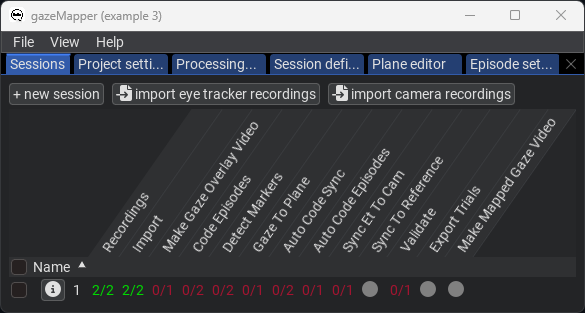 gazeMapper (example 3)
File View Help
Sessions Project setti... Processing... Session defi... Plane editor Episode set...
+ new session import eye tracker recordings import camera recordings
Recordings
Import
Make Gaze Overlay Video
Code Episodes
Detect Markers
Gaze To Plane
Auto Code Sync
Auto Code Episodes
Sync Et To Cam
Sync To Reference
Validate
Export Trials
Make Mapped Gaze Video
Name
1 2/2 2/2 0/1 0/2 0/2 0/1 0/2 0/1 0/1 0/1